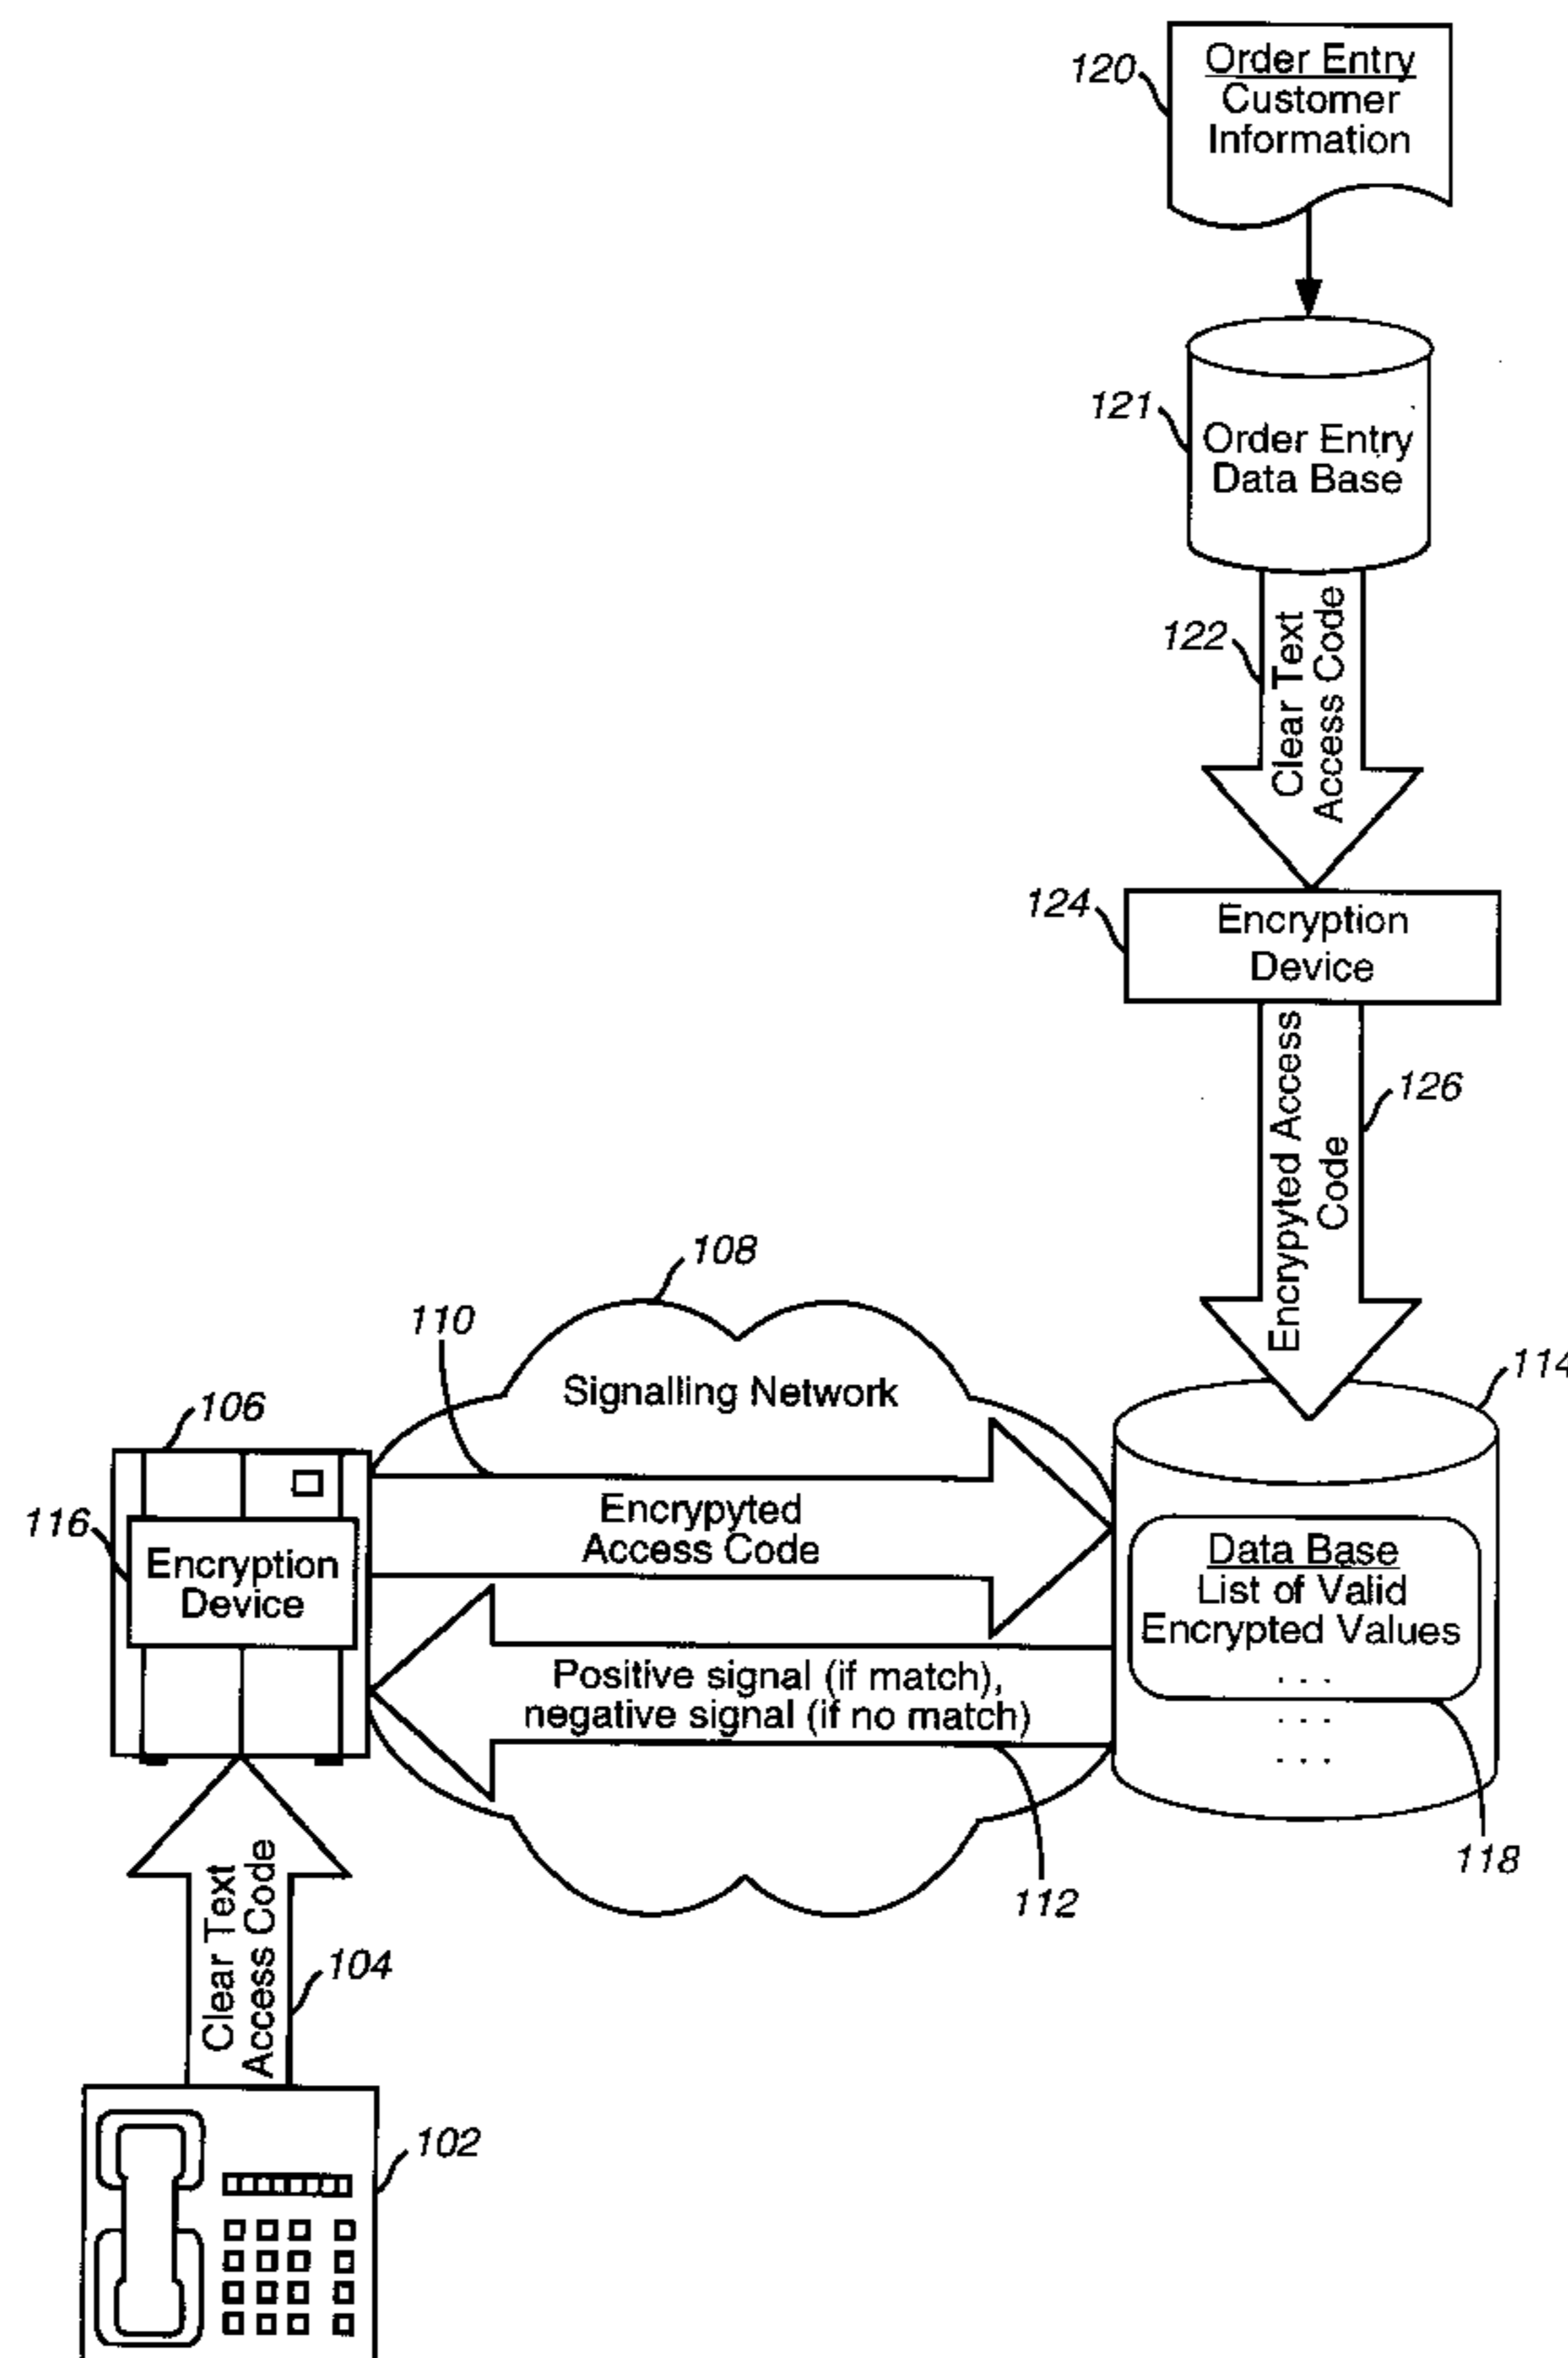 120
Order Entry
Customer
Information
121
Order Entry
Data Base
122
Clear Text
Access Code
124
Encryption
Device
Encrypyted Access
Code
126
108
110
Signalling Network
114
106
116
Encryption
Device
Encrypyted
Access Code
Data Base
List of Valid
Encrypted Values
. . .
. . .
. . .
Positive signal (if match),
negative signal (if no match)
118
112
Clear Text
Access Code
104
102